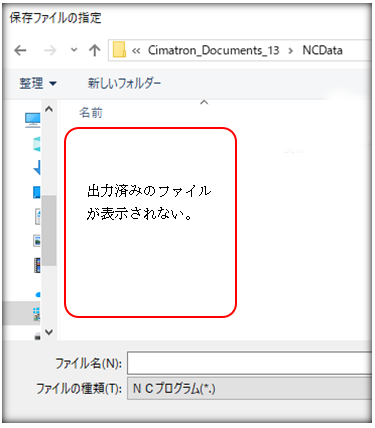 保存ファイルの指定
« Cimatron_Documents_13 > NCData
整理 新しいフォルダー
名前
出力済みのファイル
が表示されない。
ファイル名(N):
ファイルの種類(T): ＮＣプログラム(*.)